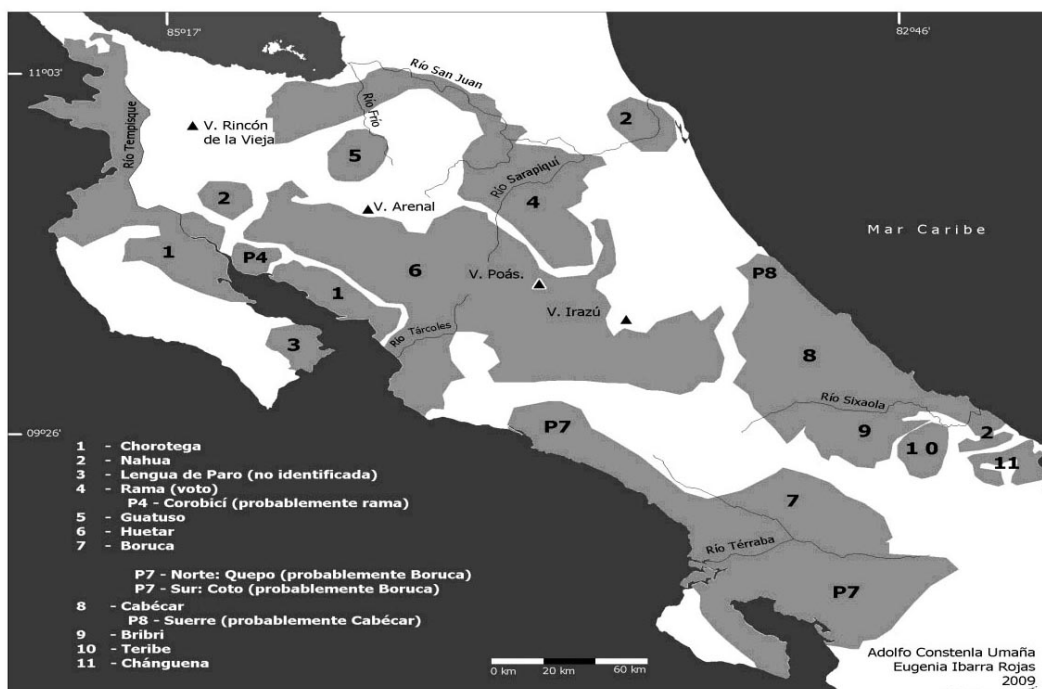 85º17'
82º46'
11º03'
Río San Juan
Río Frío
Río Tempisque
V. Rincón
de la Vieja
2
5
Río Sarapiquí
2
4
V. Arenal
Mar Caribe
1
P4
6
P8
V. Poás.
1
V. Irazú
Río Tárcoles
3
8
Río Sixaola
09º26'
P7
9
10
2
11
7
Río Térraba
P7
1 - Chorotega
2 - Nahua
3 - Lengua de Paro (no identificada)
4 - Rama (voto)
P4 - Corobicí (probablemente rama)
5 - Guatuso
6 - Huetar
7 - Boruca
P7 - Norte: Quepo (probablemente Boruca)
P7 - Sur: Coto (probablemente Boruca)
8 - Cabécar
P8 - Suerre (probablemente Cabécar)
9 - Bribri
10 - Teribe
11 - Chánguena
0 km 20 km 60 km
Adolfo Constenla Umaña
Eugenia Ibarra Rojas
2009